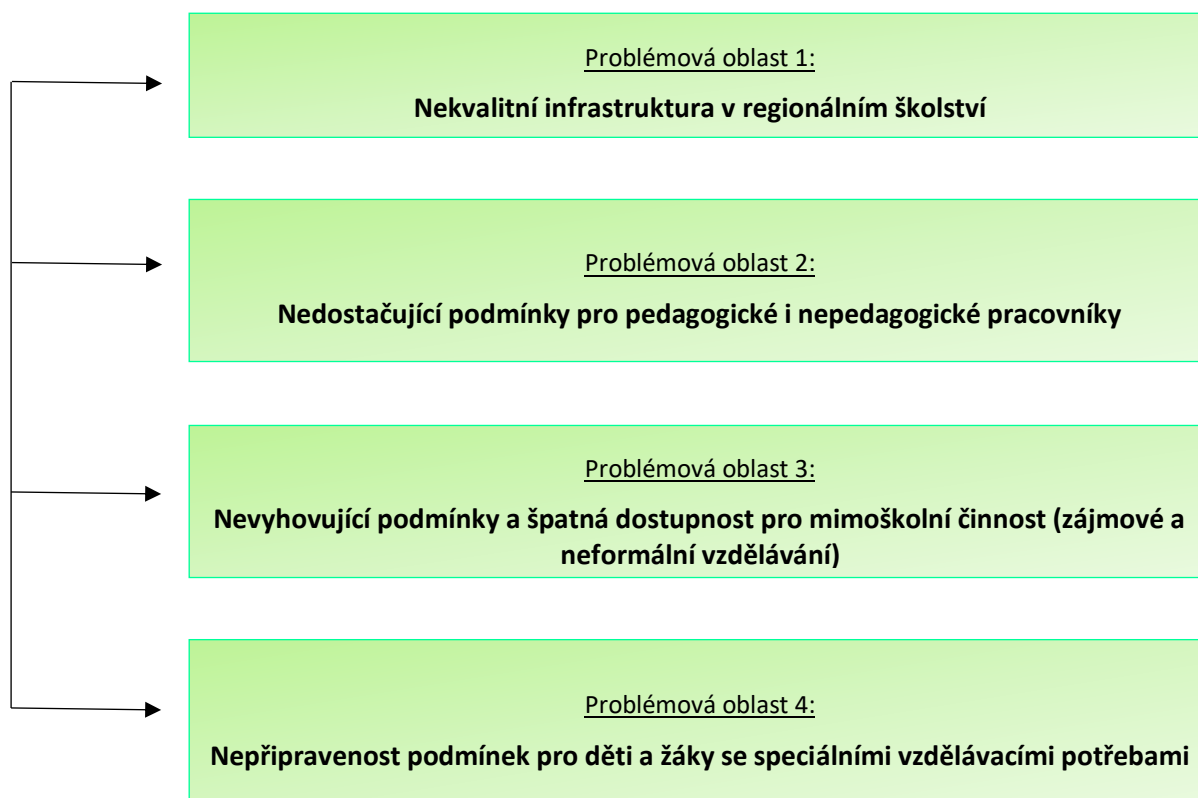 Problémová oblast 1:
Nekvalitní infrastruktura v regionálním školství
Problémová oblast 2:
Nedostačující podmínky pro pedagogické i nepedagogické pracovníky
Problémová oblast 3:
Nevyhovující podmínky a špatná dostupnost pro mimoškolní činnost (zájmové a
neformální vzdělávání)
Problémová oblast 4:
Nepřipravenost podmínek pro děti a žáky se speciálními vzdělávacími potřebami